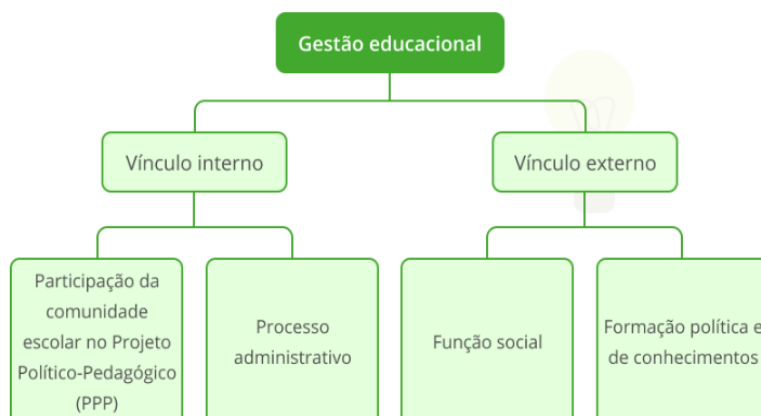 Gestão educacional
Vínculo interno
Vínculo externo
Participação da
comunidade
escolar no Projeto
Político-Pedagógico
(PPP)
Processo
administrativo
Função social
Formação política e
de conhecimentos